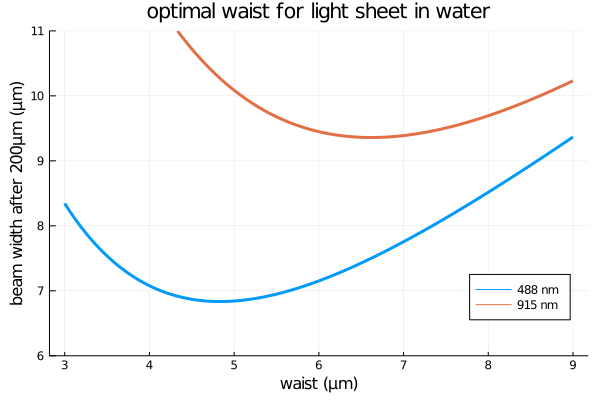 optimal waist for light sheet in water
beam width after 200μm (μm)
11
10
9
8
7
6
3 4 5 6 7 8 9
waist (μm)
488 nm
915 nm